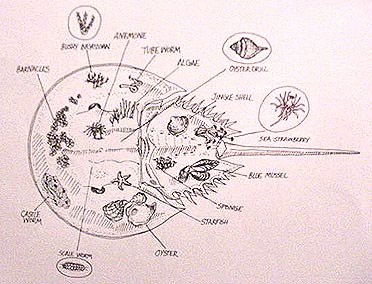 BUSHY BRYOZOAN
ANEMONE
TUBE WORM
ALGAE
OYSTER DRILL
BARNACLES
JINGLE SHELL
SEA STRAWBERRY
BLUE MUSSEL
SPONGE
STARFISH
CASTLE
WORM
SCALE WORM
OYSTER